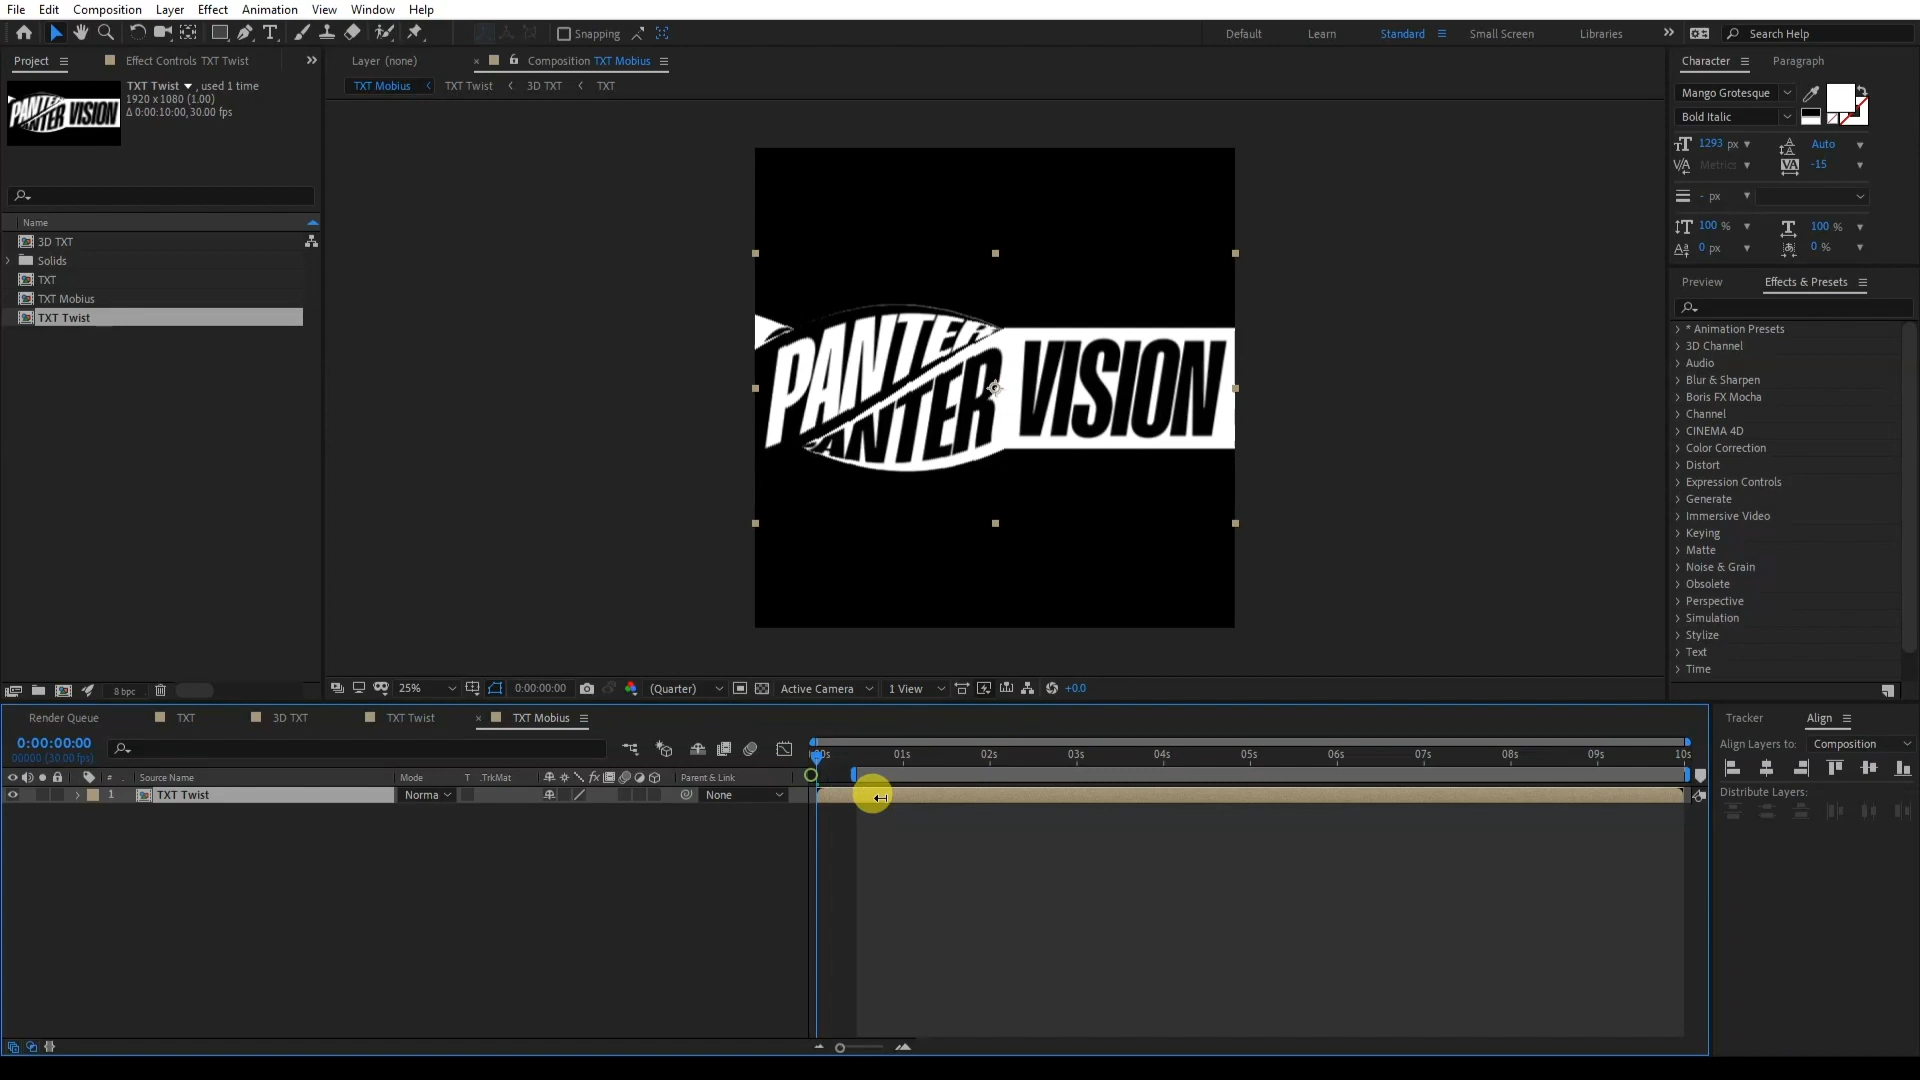 File Edit Composition Layer Effect Animation View Window Help
Snapping Default Learn Standard Small Screen Libraries Search Help
Project Effect Controls TXT Twist
TXT Twist , used 1 time
1920 x 1080 (1.00)
Δ 0:00:10:00, 30.00 fps
PANTER
ANTER VISION
Name
3D TXT
Solids
TXT
TXT Mobius
TXT Twist
8 bpc
Layer (none) Composition TXT Mobius
TXT Mobius TXT Twist 3D TXT TXT
PANTER
ANTER VISION
25% 0:00:00:00 (Quarter) Active Camera 1 View +0.0
Character Paragraph
Mango Grotesque
Bold Italic
1293 px Auto
Metrics -15
- px
100 % 100 %
0 px 0 %
Preview Effects & Presets
* Animation Presets
3D Channel
Audio
Blur & Sharpen
Boris FX Mocha
Channel
CINEMA 4D
Color Correction
Distort
Expression Controls
Generate
Immersive Video
Keying
Matte
Noise & Grain
Obsolete
Perspective
Simulation
Stylize
Text
Time
Render Queue TXT 3D TXT TXT Twist TXT Mobius
0:00:00:00
00000 (30.00 fps)
00s 01s 02s 03s 04s 05s 06s 07s 08s 09s 10s
# Source Name Mode T .TrkMat fx Parent & Link
1 TXT Twist Norma None
Tracker Align
Align Layers to: Composition
Distribute Layers: